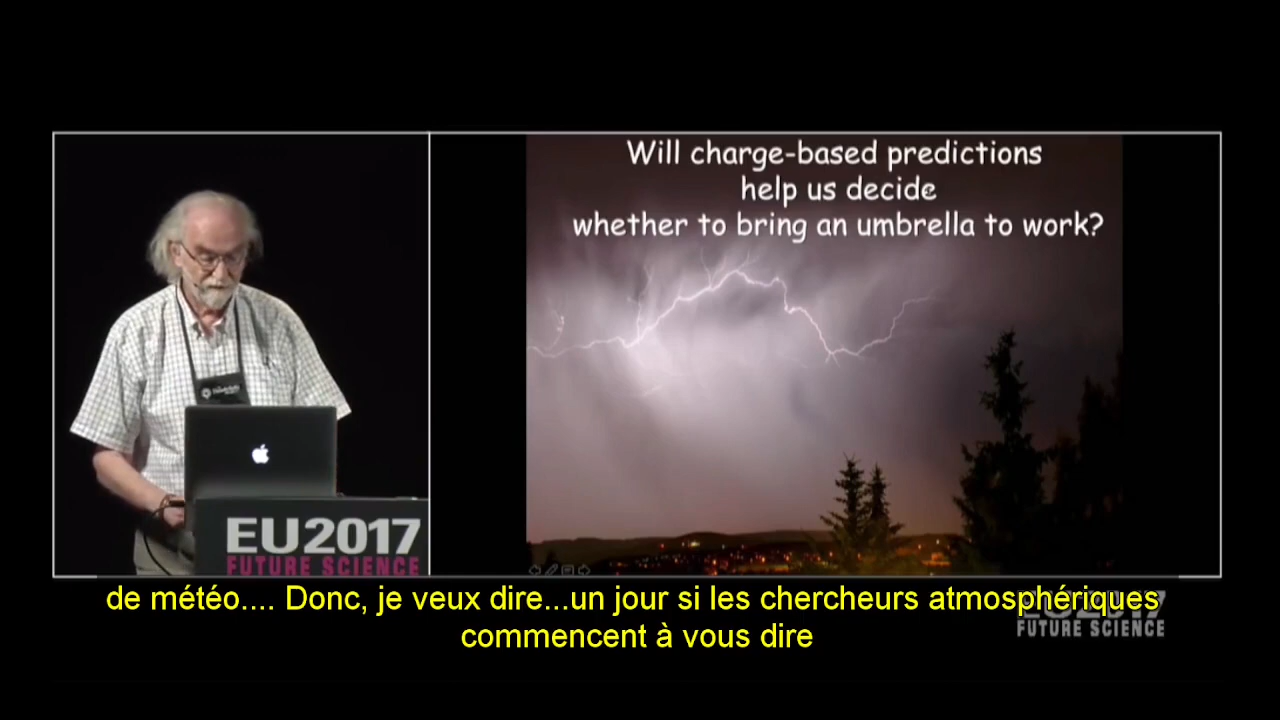 Will charge-based predictions
help us decide
whether to bring an umbrella to work?
EU2017
FUTURE SCIENCE
de météo.... Donc, je veux dire...un jour si les chercheurs atmosphériques
commencent à vous dire
EU2017
FUTURE SCIENCE